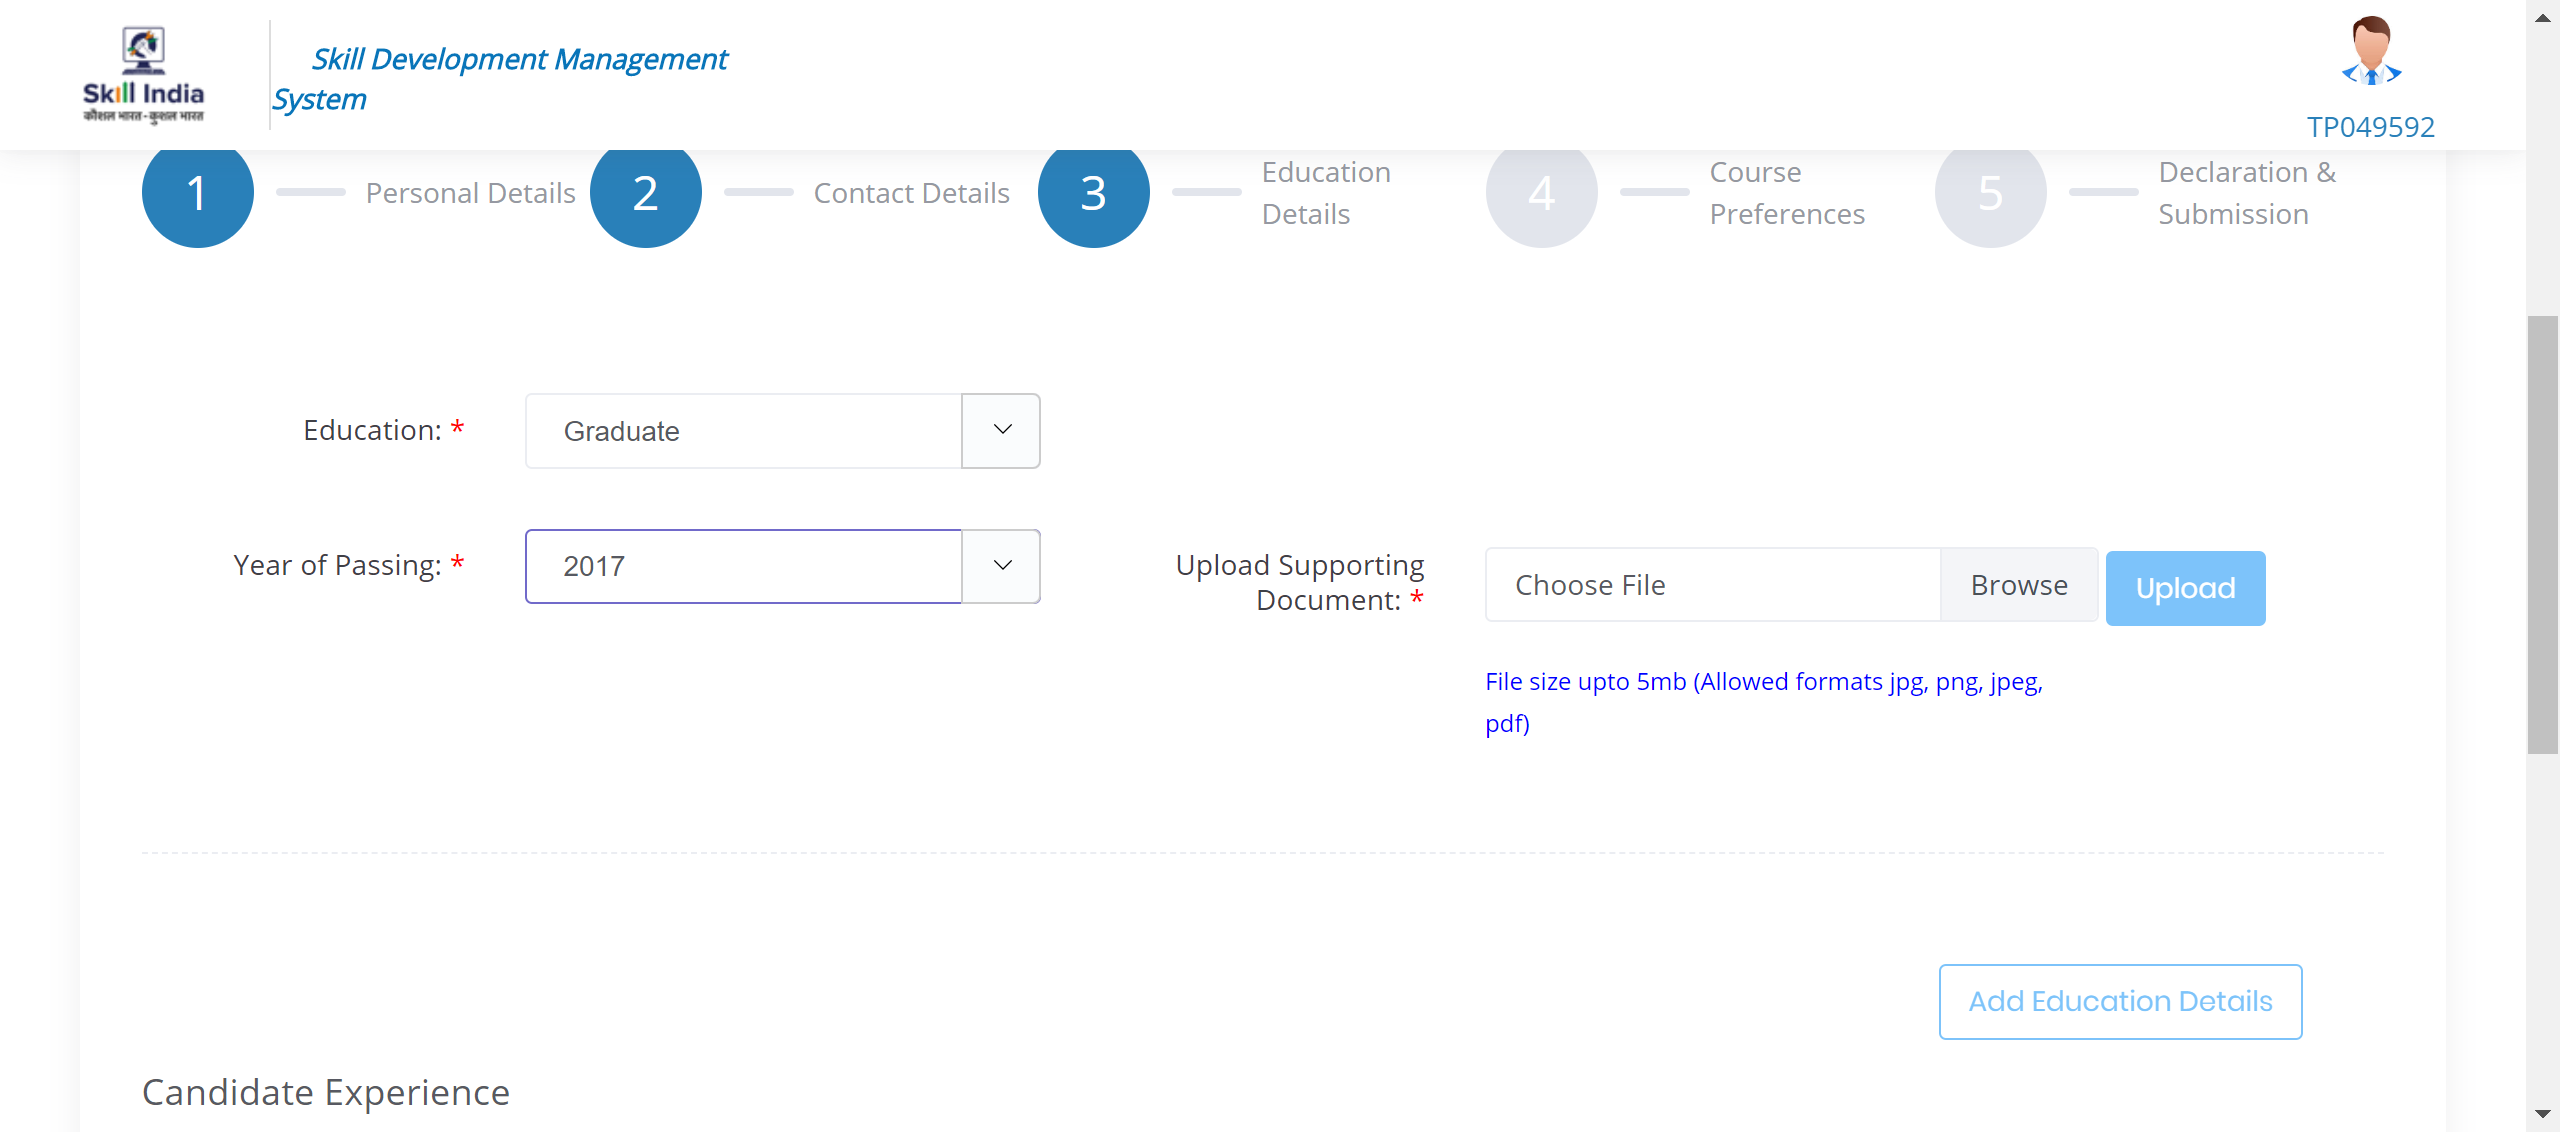 Skill India
कौशल भारत - कुशल भारत
Skill Development Management
System
TP049592
1
Personal Details
2
Contact Details
3
Education
Details
4
Course
Preferences
5
Declaration &
Submission
Education: *
Graduate
Year of Passing: *
2017
Upload Supporting
Document: *
Choose File
Browse
Upload
File size upto 5mb (Allowed formats jpg, png, jpeg,
pdf)
Add Education Details
Candidate Experience